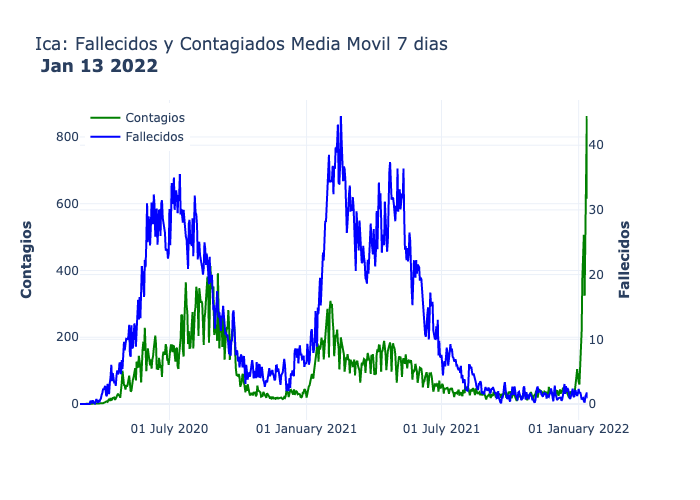 Ica: Fallecidos y Contagiados Media Movil 7 dias
Jan 13 2022
Contagios
Fallecidos
800
600
400
200
0
40
30
20
10
0
Contagios
Fallecidos
01 July 2020
01 January 2021
01 July 2021
01 January 2022